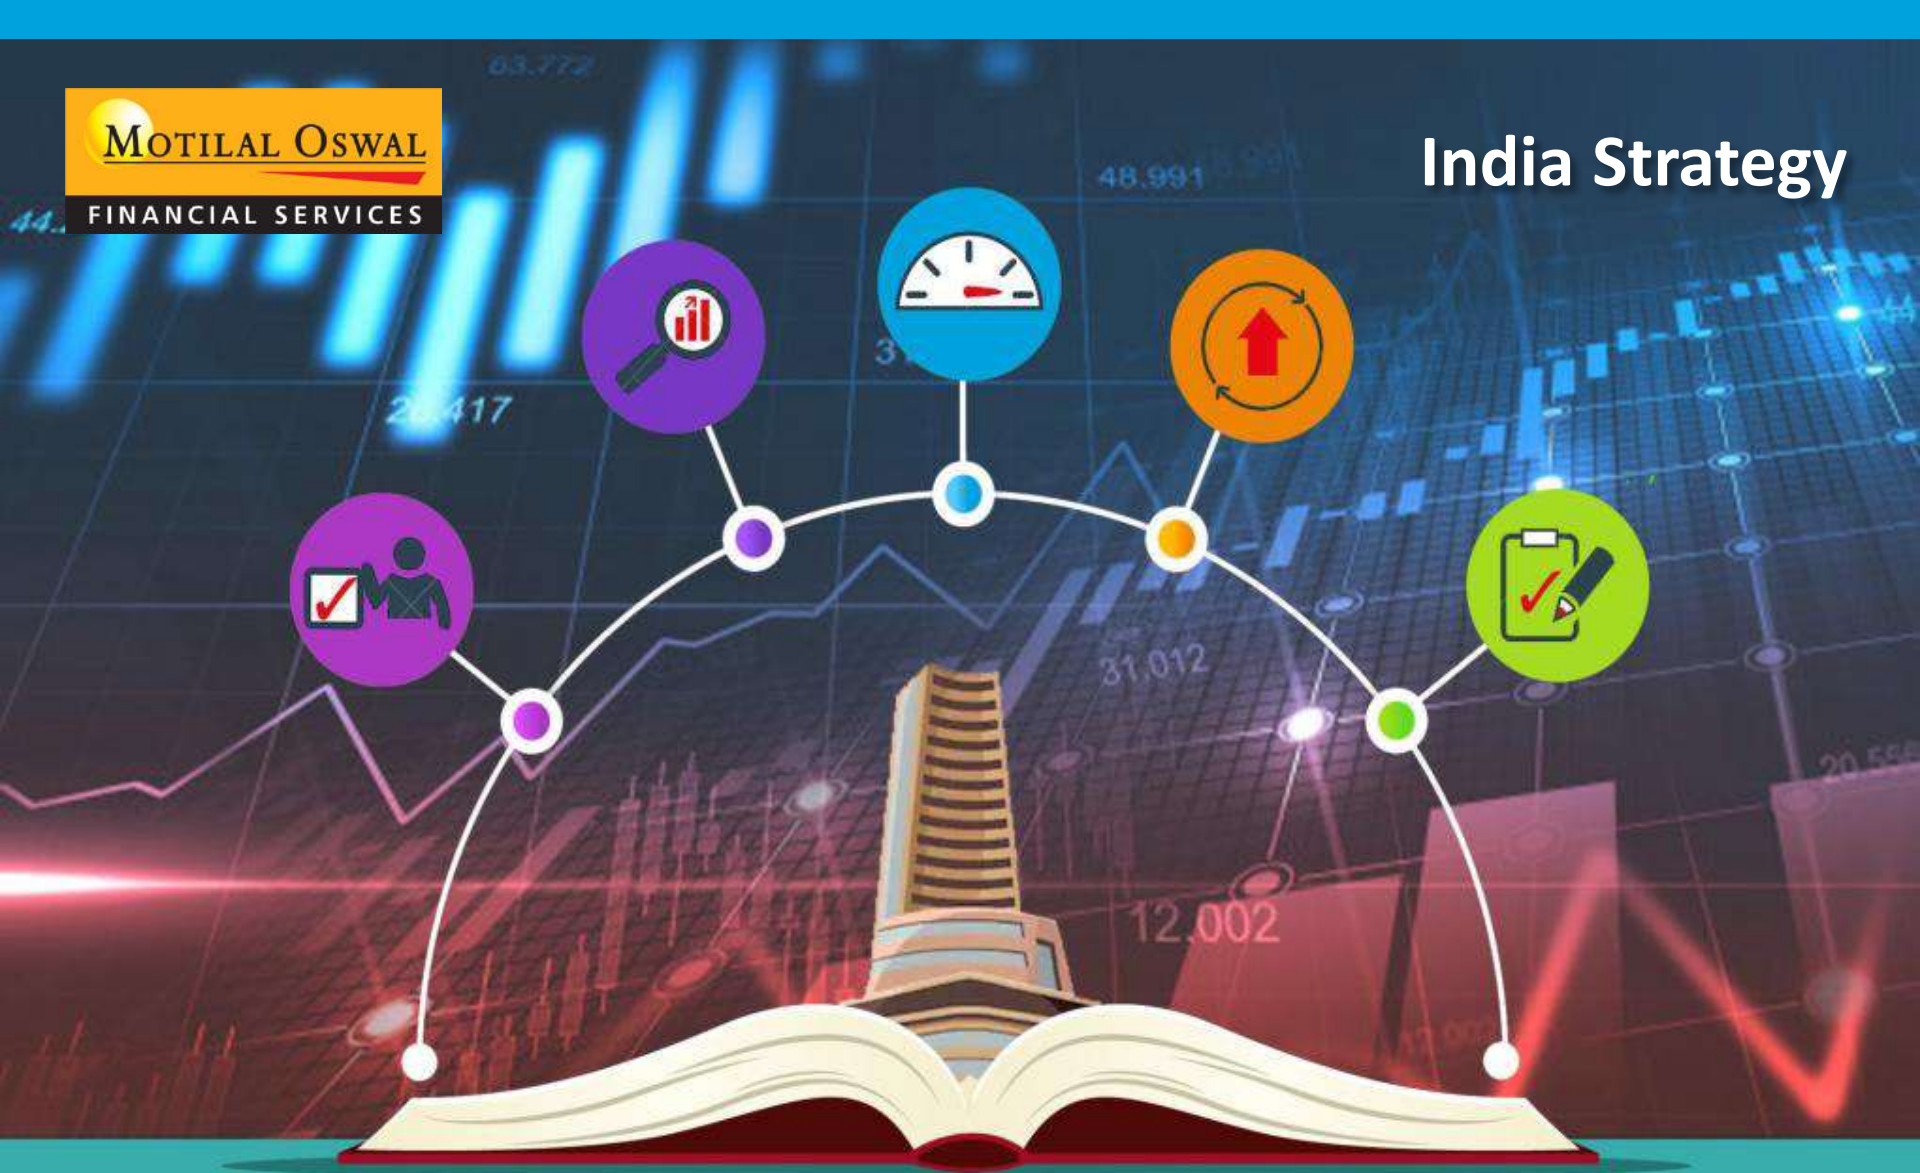 63.772
MOTILAL OSWAL
FINANCIAL SERVICES
India Strategy
48.991
31.012
12.002